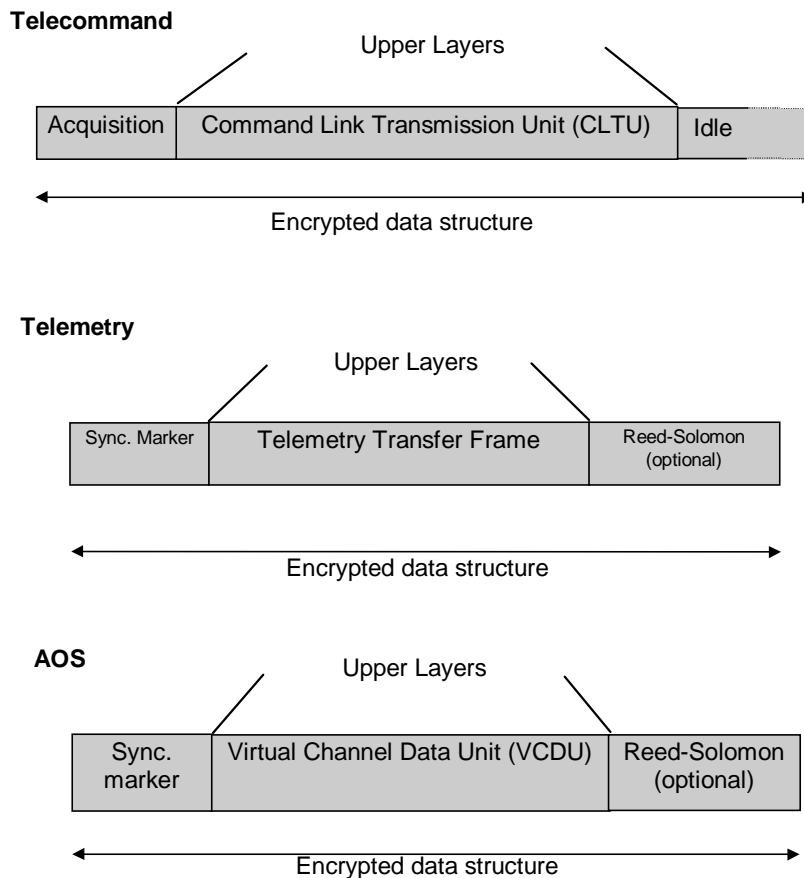 Telecommand
Upper Layers
Acquisition
Command Link Transmission Unit (CLTU)
Idle
Encrypted data structure
Telemetry
Upper Layers
Sync. Marker
Telemetry Transfer Frame
Reed-Solomon
(optional)
Encrypted data structure
AOS
Upper Layers
Sync.
marker
Virtual Channel Data Unit (VCDU)
Reed-Solomon
(optional)
Encrypted data structure